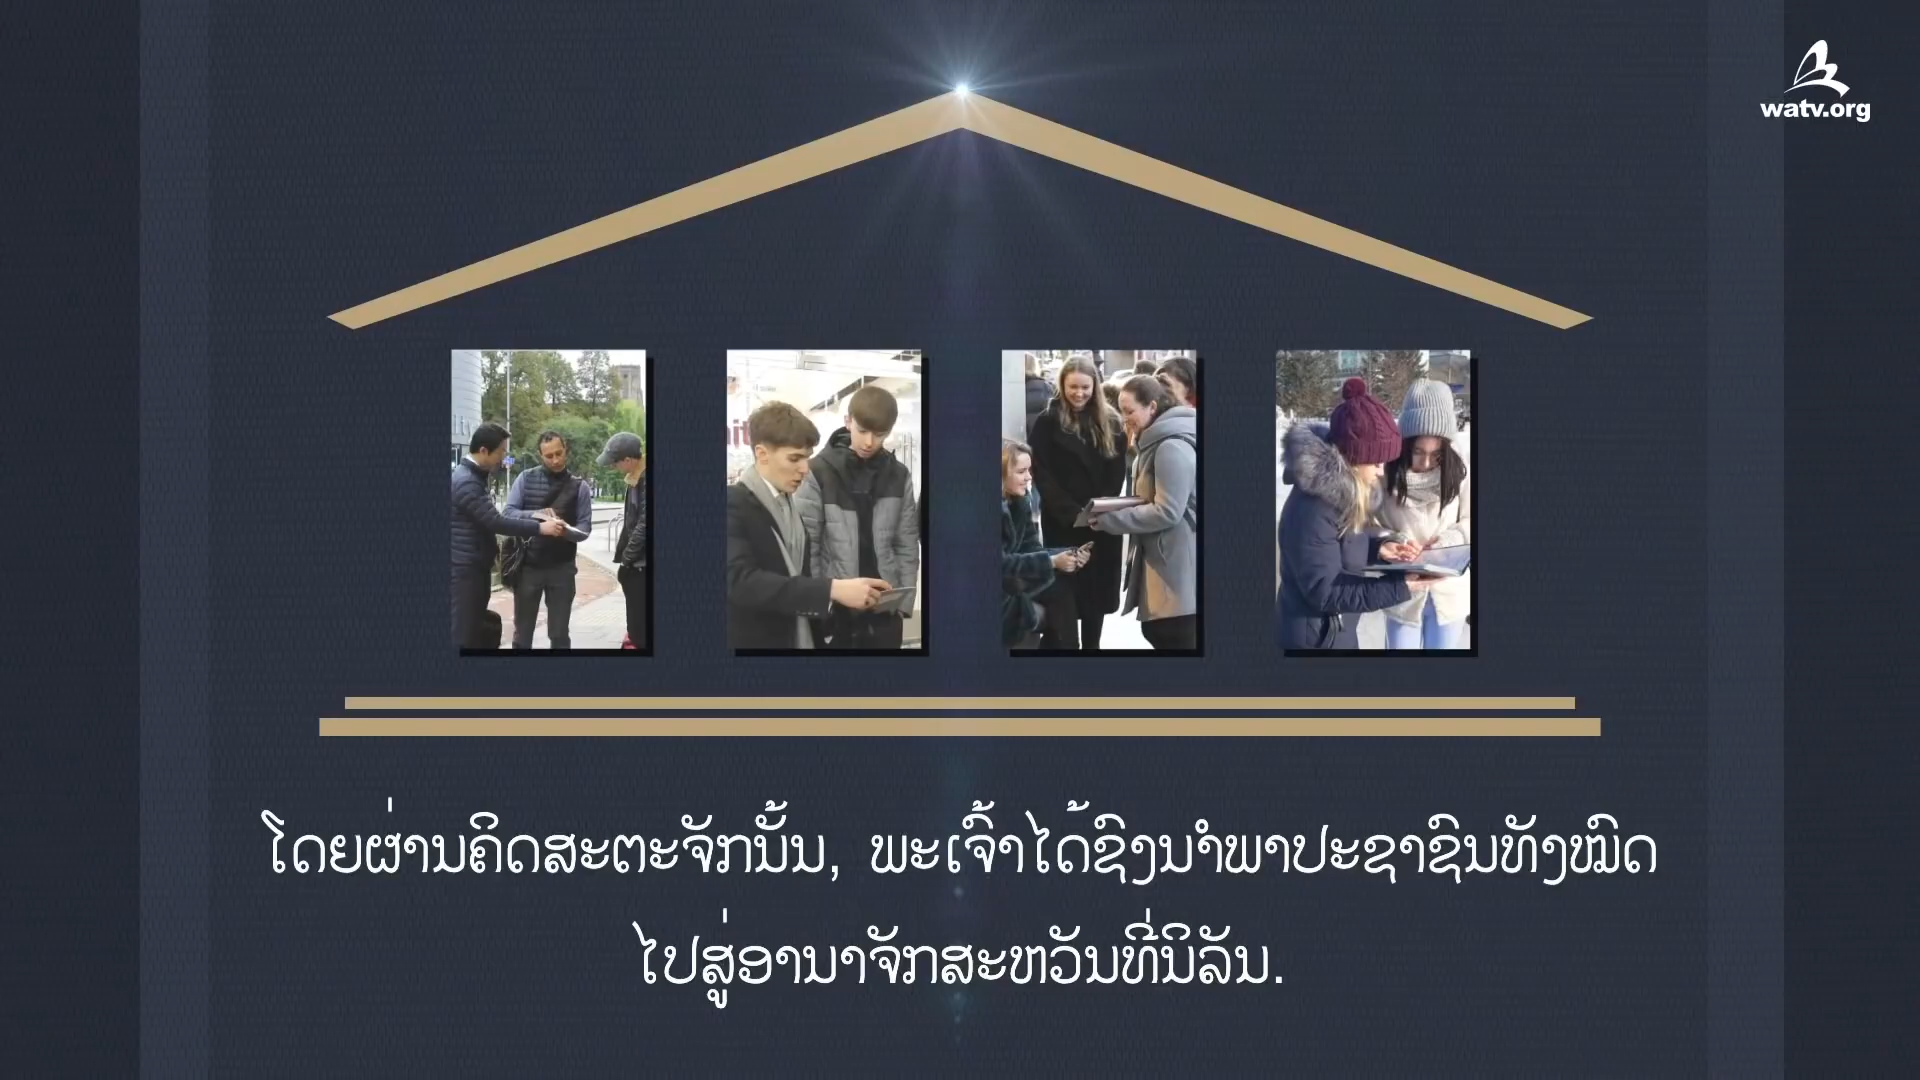 watv.org
ໂດຍຜ່ານຄິດສະຕະຈັກນັ້ນ, ພະເຈົ້າໄດ້ຊົງນຳພາປະຊາຊົນທັງໝົດ
ໄປສູ່ອານາຈັກສະຫວັນທີ່ນິລັນ.